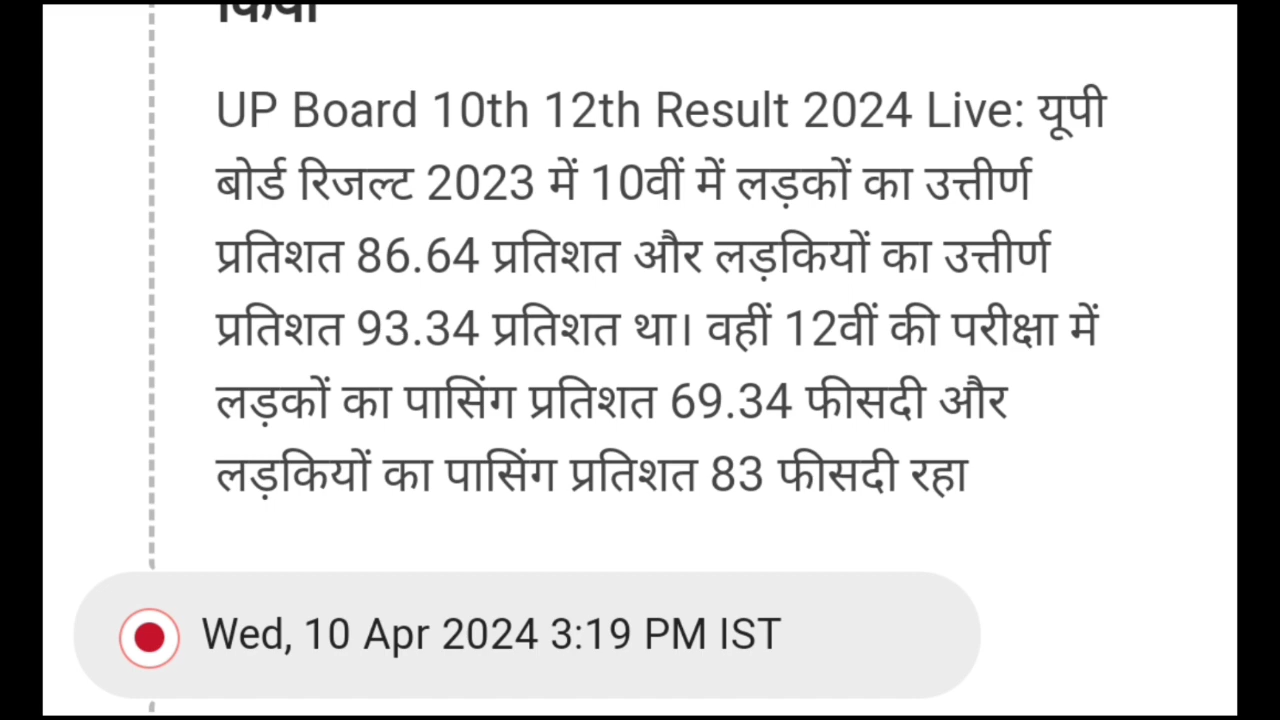 किया
UP Board 10th 12th Result 2024 Live: यूपी
बोर्ड रिजल्ट 2023 में 10वीं में लड़कों का उत्तीर्ण
प्रतिशत 86.64 प्रतिशत और लड़कियों का उत्तीर्ण
प्रतिशत 93.34 प्रतिशत था। वहीं 12वीं की परीक्षा में
लड़कों का पासिंग प्रतिशत 69.34 फीसदी और
लड़कियों का पासिंग प्रतिशत 83 फीसदी रहा
Wed, 10 Apr 2024 3:19 PM IST